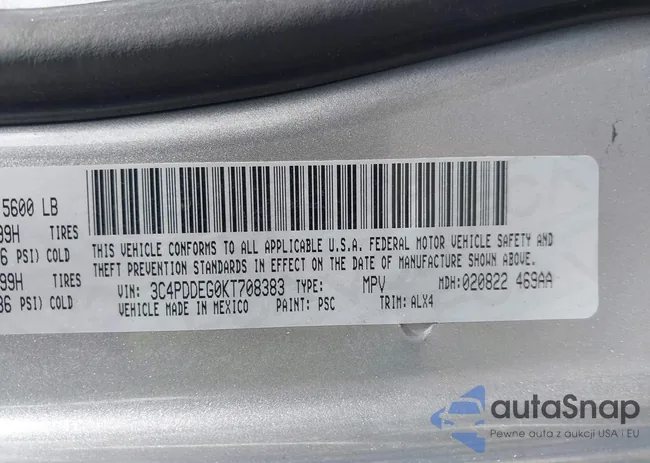 5600 LB
99H TIRES
6 PSI) COLD
99H TIRES
36 PSI) COLD
THIS VEHICLE CONFORMS TO ALL APPLICABLE U.S.A. FEDERAL MOTOR VEHICLE SAFETY AND
THEFT PREVENTION STANDARDS IN EFFECT ON THE DATE OF MANUFACTURE SHOWN ABOVE.
VIN: 3C4PDDEG0KT708383 TYPE: MPV MDH: 020822 469AA
VEHICLE MADE IN MEXICO PAINT: PSC TRIM: ALX4
autaSnap
Pewne auta z aukcji USA i EU